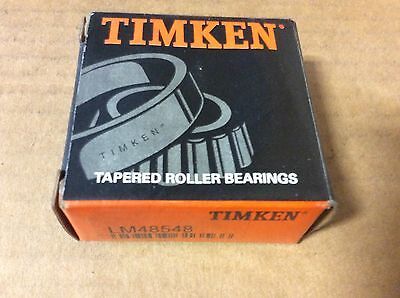 TIMKEN
TIMKEN
TAPERED ROLLER BEARINGS
TIMKEN
LM48548